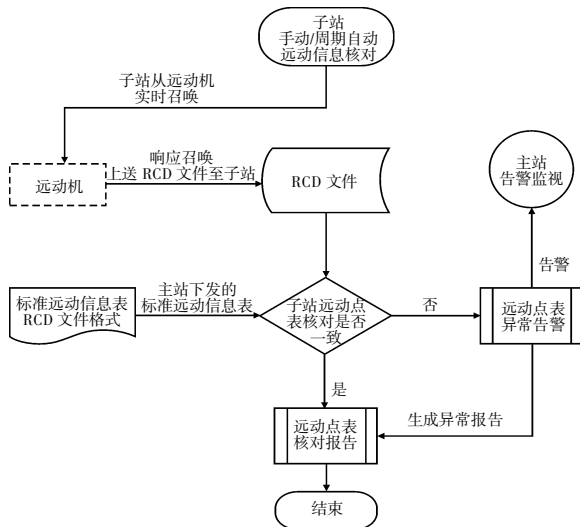 子站
手动/周期自动
远动信息核对
子站从远动机
实时召唤
远动机
响应召唤
上送 RCD 文件至子站
RCD 文件
主站
告警监视
告警
标准远动信息表
RCD 文件格式
主站下发的
标准远动信息表
子站远动点
表核对是否
一致
否
远动点表
异常告警
是
生成异常报告
远动点表
核对报告
结束